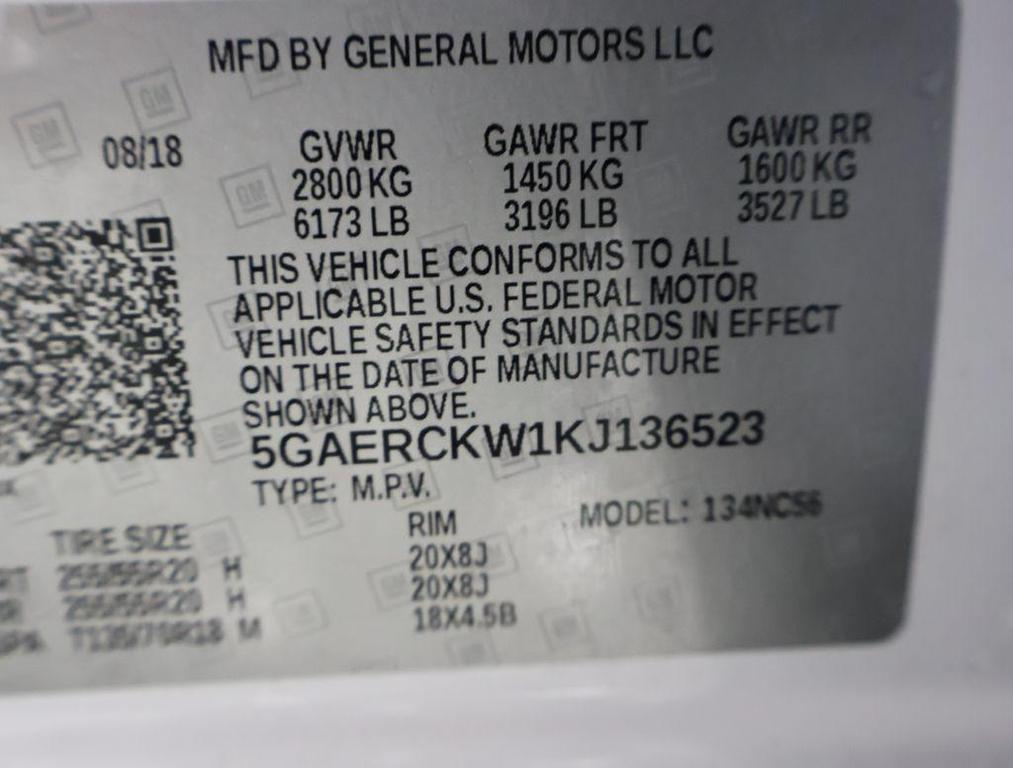 MFD BY GENERAL MOTORS LLC
08/18 GVWR GAWR FRT GAWR RR
2800 KG 1450 KG 1600 KG
6173 LB 3196 LB 3527 LB
THIS VEHICLE CONFORMS TO ALL
APPLICABLE U.S. FEDERAL MOTOR
VEHICLE SAFETY STANDARDS IN EFFECT
ON THE DATE OF MANUFACTURE
SHOWN ABOVE.
5GAERCKW1KJ136523
TYPE: M.P.V.
TIRE SIZE RIM MODEL: 134NC56
255/55R20 H 20X8J
255/55R20 H 20X8J
T135/70R18 M 18X4.5B